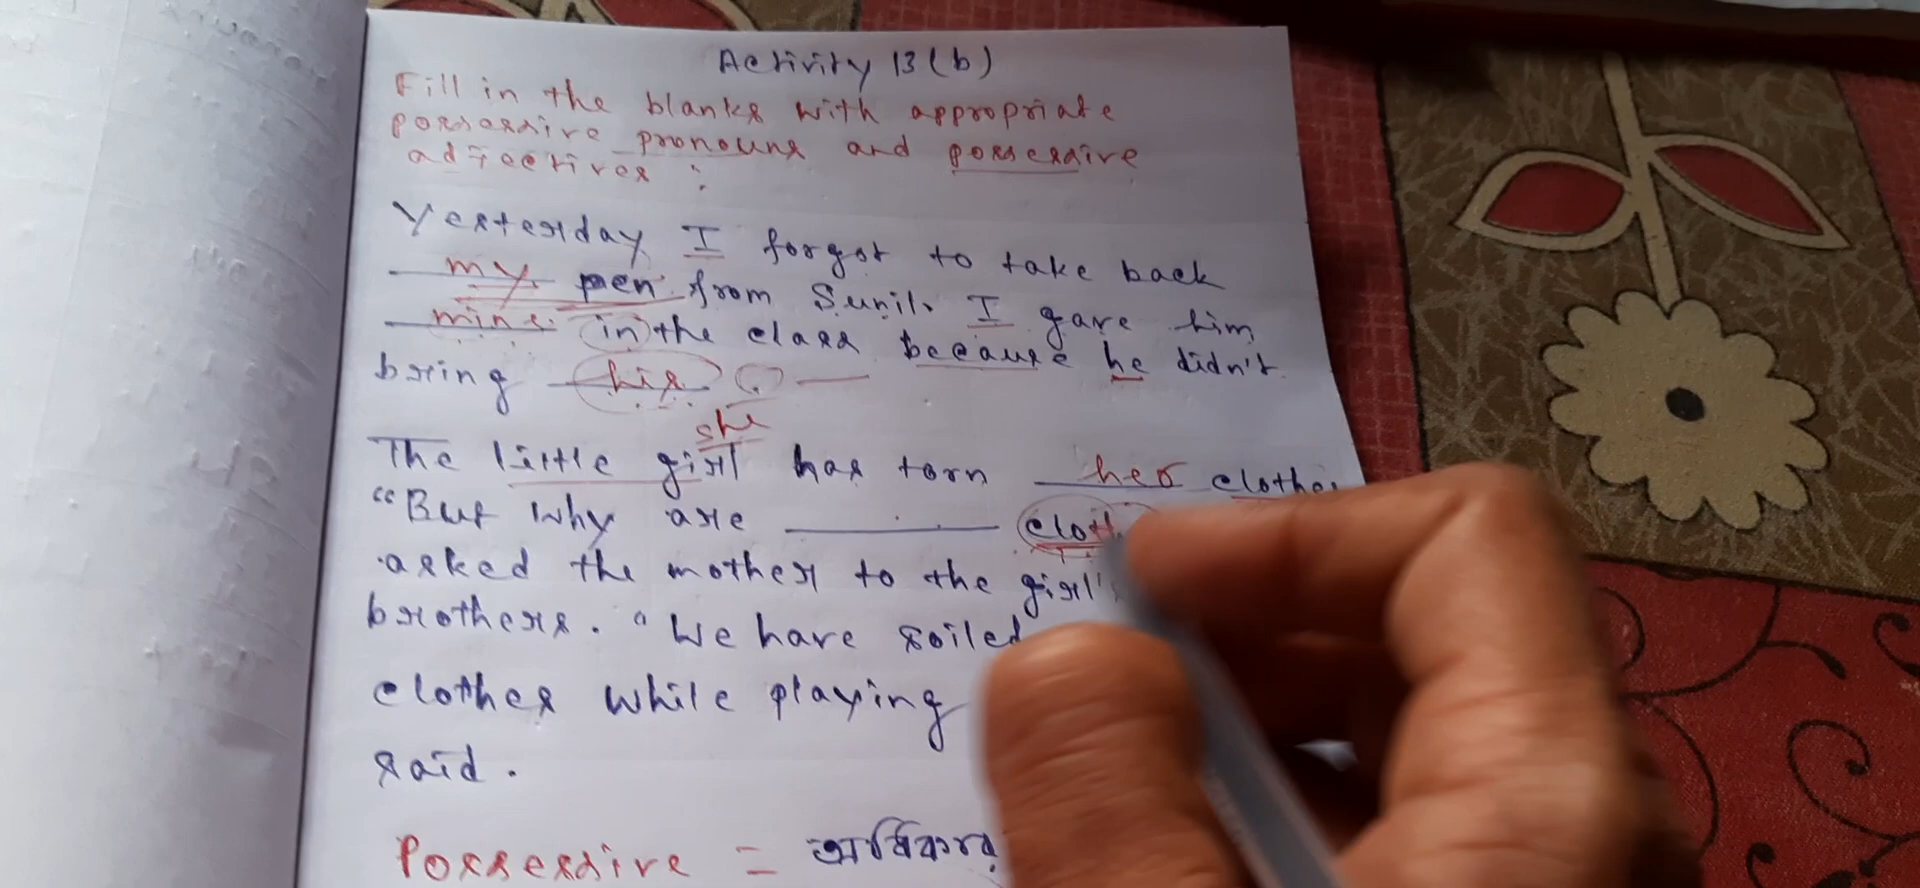 Activity 13(b)
Fill in the blanks with appropriate
possessive pronouns and possessive
adjectives :
Yesterday I forgot to take back
my pen from Sunil. I gave him
mine in the class because he didn't
bring his .
she
The little girl has torn her clothes
"But why are
asked the mother to the girl's
brothers. "We have soiled
clothes while playing
said.
Possessive =